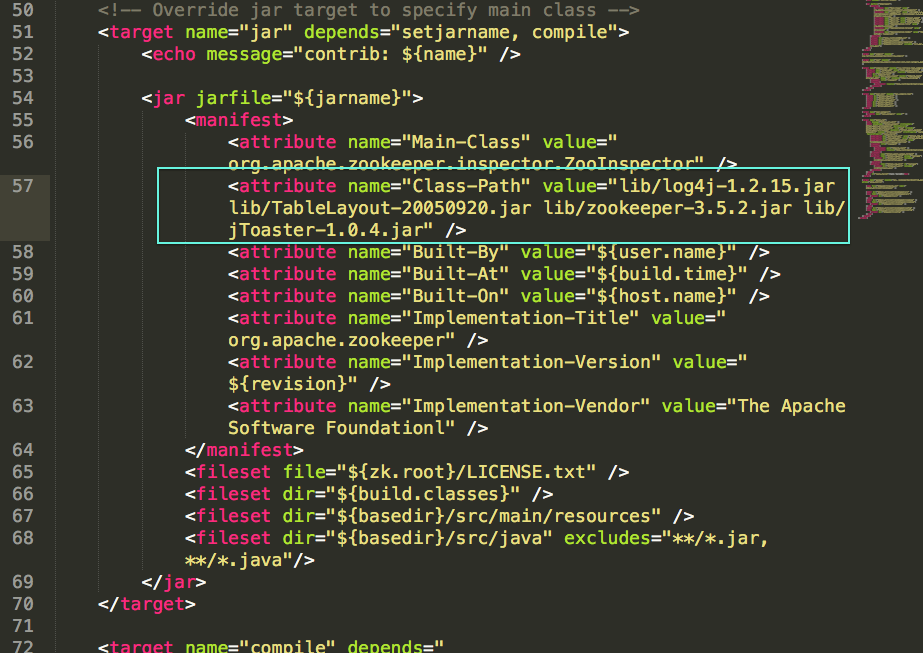 50 <!-- Override jar target to specify main class -->
51 <target name="jar" depends="setjarname, compile">
52 <echo message="contrib: ${name}" />
53
54 <jar jarfile="${jarname}">
55 <manifest>
56 <attribute name="Main-Class" value="
org.apache.zookeeper.inspector.ZooInspector" />
57 <attribute name="Class-Path" value="lib/log4j-1.2.15.jar
lib/TableLayout-20050920.jar lib/zookeeper-3.5.2.jar lib/
jToaster-1.0.4.jar" />
58 <attribute name="Built-By" value="${user.name}" />
59 <attribute name="Built-At" value="${build.time}" />
60 <attribute name="Built-On" value="${host.name}" />
61 <attribute name="Implementation-Title" value="
org.apache.zookeeper" />
62 <attribute name="Implementation-Version" value="
${revision}" />
63 <attribute name="Implementation-Vendor" value="The Apache
Software Foundationl" />
64 </manifest>
65 <fileset file="${zk.root}/LICENSE.txt" />
66 <fileset dir="${build.classes}" />
67 <fileset dir="${basedir}/src/main/resources" />
68 <fileset dir="${basedir}/src/java" excludes="**/*.jar,
**/*.java"/>
69 </jar>
70 </target>
71
72 <target name="compile" depends="